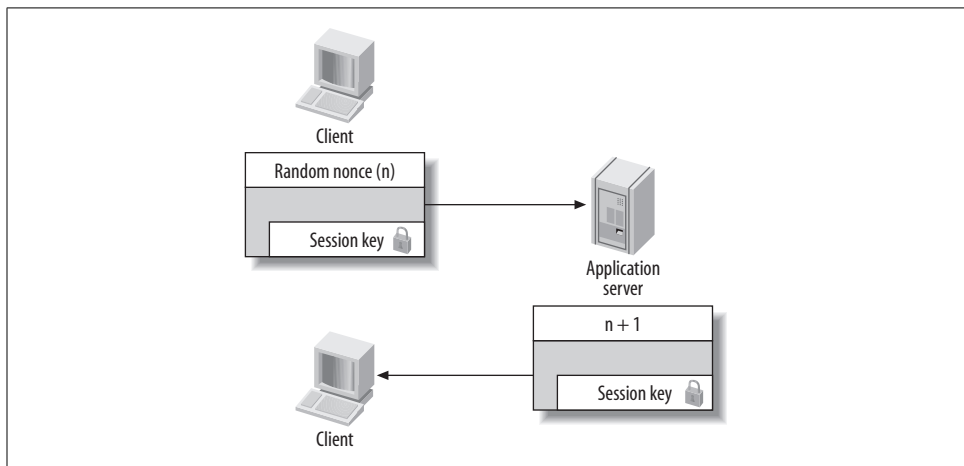 Client
Random nonce (n)
Session key
Application
server
n + 1
Session key
Client